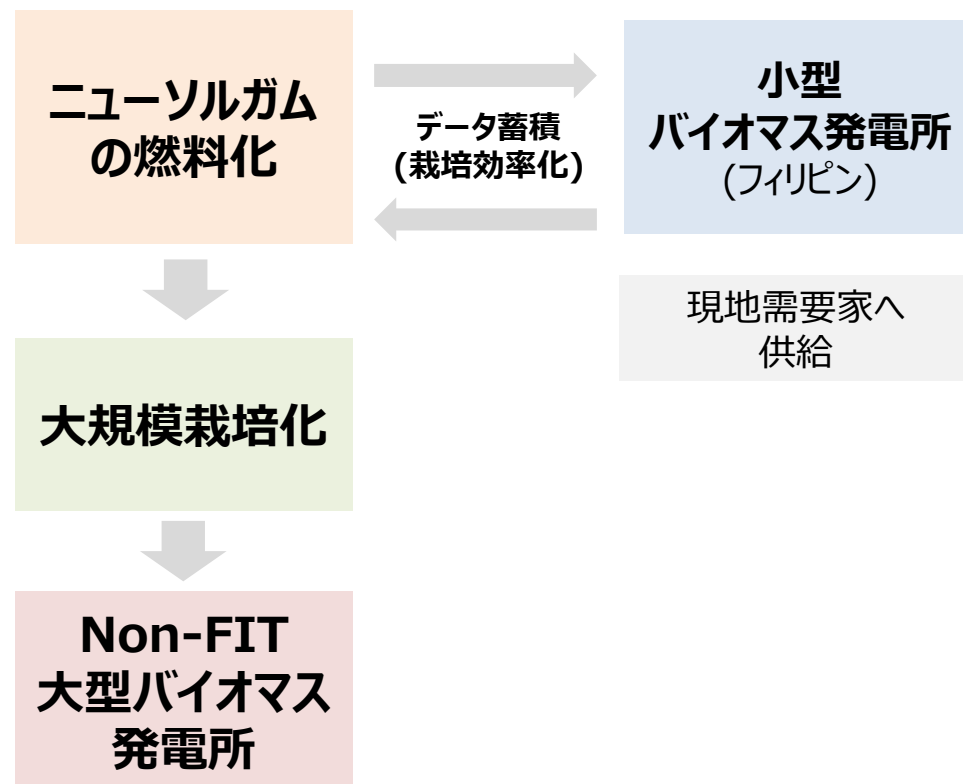 ニューソルガム
の燃料化
データ蓄積
(栽培効率化)
小型
バイオマス発電所
(フィリピン)
現地需要家へ
供給
大規模栽培化
Non-FIT
大型バイオマス
発電所